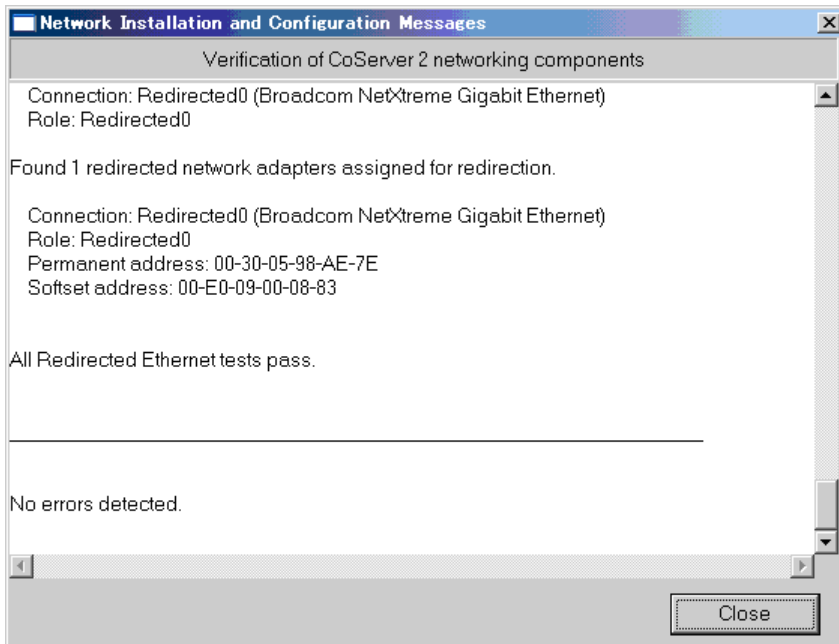 Network Installation and Configuration Messages
Verification of CoServer 2 networking components
Connection: Redirected0 (Broadcom NetXtreme Gigabit Ethernet)
Role: Redirected0
Found 1 redirected network adapters assigned for redirection.
Connection: Redirected0 (Broadcom NetXtreme Gigabit Ethernet)
Role: Redirected0
Permanent address: 00-30-05-98-AE-7E
Softset address: 00-E0-09-00-08-83
All Redirected Ethernet tests pass.
No errors detected.
Close